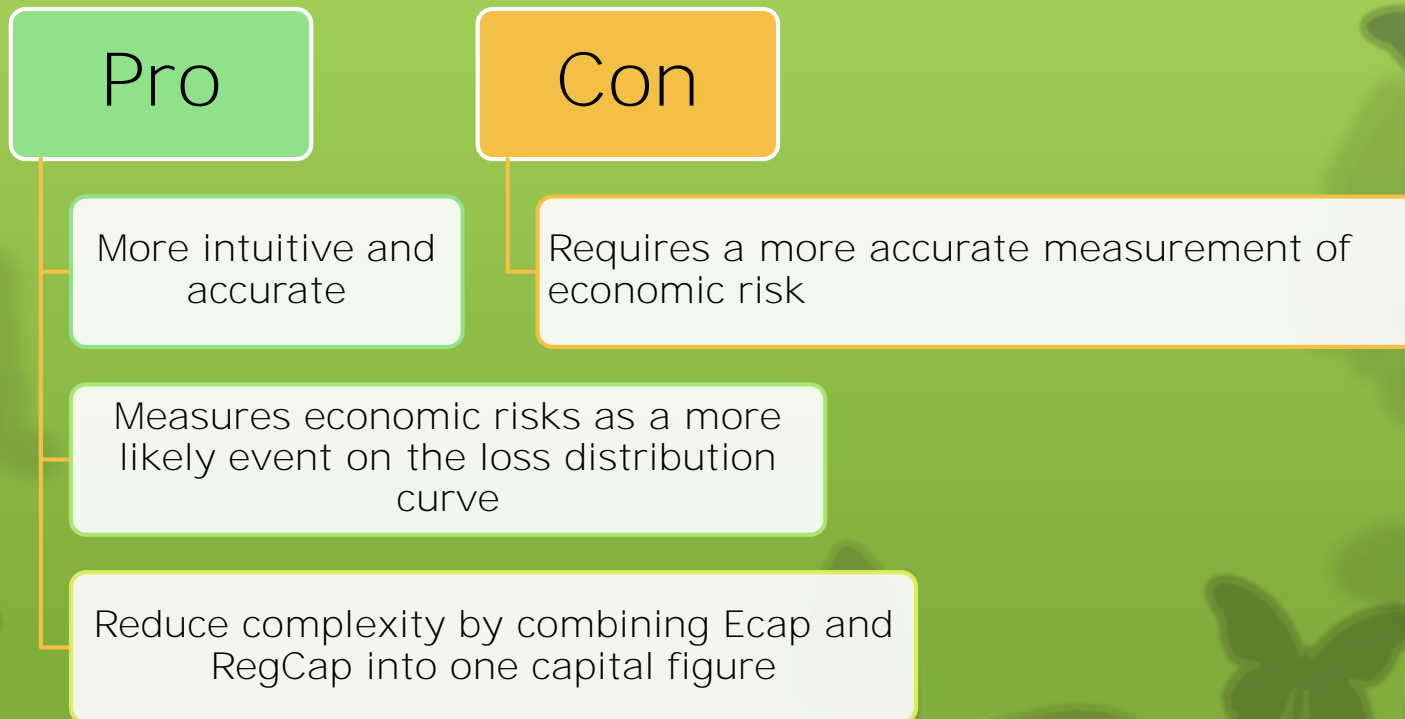 Pro
More intuitive and
accurate
Measures economic risks as a more
likely event on the loss distribution
curve
Reduce complexity by combining Ecap and
RegCap into one capital figure
Con
Requires a more accurate measurement of
economic risk